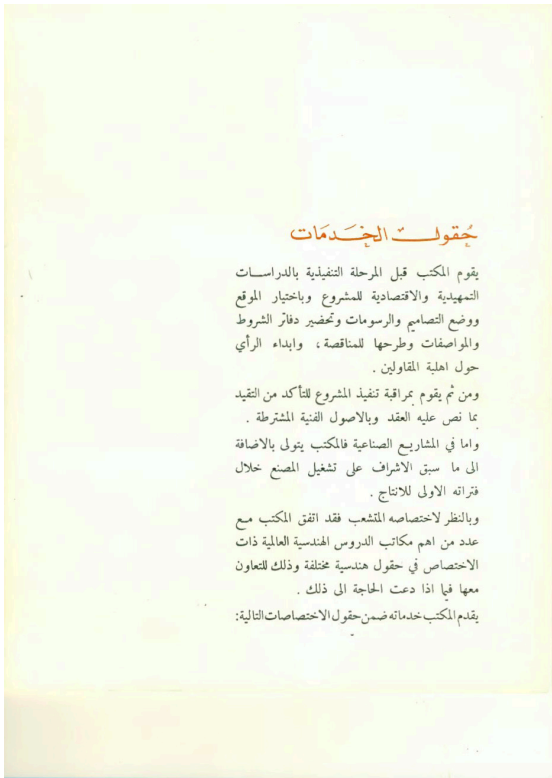 حُقول الخَدمَات
يقوم المكتب قبل المرحلة التنفيذية بالدراسات
التمهيدية والاقتصادية للمشروع وباختيار الموقع
ووضع التصاميم والرسومات وتحضير دفاتر الشروط
والمواصفات وطرحها للمناقصة ، وابداء الرأي
حول اهلية المقاولين .
ومن ثم يقوم بمراقبة تنفيذ المشروع للتأكد من التقيد
بما نص عليه العقد وبالاصول الفنية المشترطة .
واما في المشاريع الصناعية فالمكتب يتولى بالاضافة
الى ما سبق الاشراف على تشغيل المصنع خلال
فتراته الاولى للانتاج .
وبالنظر لاختصاصه المتشعب فقد اتفق المكتب مع
عدد من اهم مكاتب الدروس الهندسية العالمية ذات
الاختصاص في حقول هندسية مختلفة وذلك للتعاون
معها فيما اذا دعت الحاجة الى ذلك .
يقدم المكتب خدماته ضمن حقول الاختصاصات التالية: